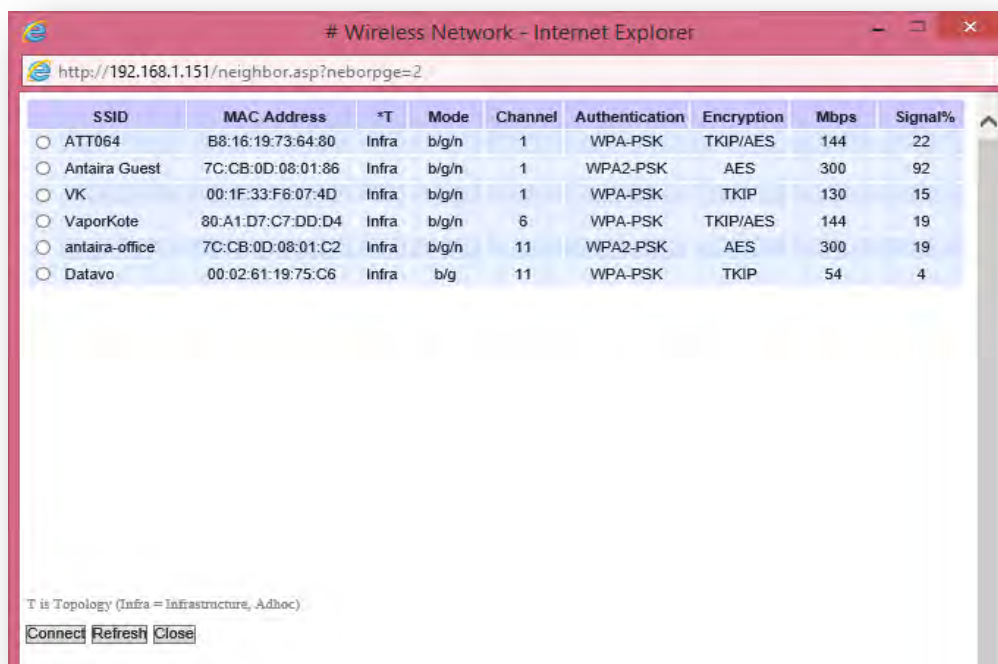 # Wireless Network - Internet Explorer
http://192.168.1.151/neighbor.asp?neborpge=2
SSID MAC Address *T Mode Channel Authentication Encryption Mbps Signal%
ATT064 B8:16:19:73:64:80 Infra b/g/n 1 WPA-PSK TKIP/AES 144 22
Antaira Guest 7C:CB:0D:08:01:86 Infra b/g/n 1 WPA2-PSK AES 300 92
VK 00:1F:33:F6:07:4D Infra b/g/n 1 WPA-PSK TKIP 130 15
VaporKote 80:A1:D7:C7:DD:D4 Infra b/g/n 6 WPA-PSK TKIP/AES 144 19
antaira-office 7C:CB:0D:08:01:C2 Infra b/g/n 11 WPA2-PSK AES 300 19
Datavo 00:02:61:19:75:C6 Infra b/g 11 WPA-PSK TKIP 54 4
T is Topology (Infra = Infrastructure, Adhoc)
Connect Refresh Close